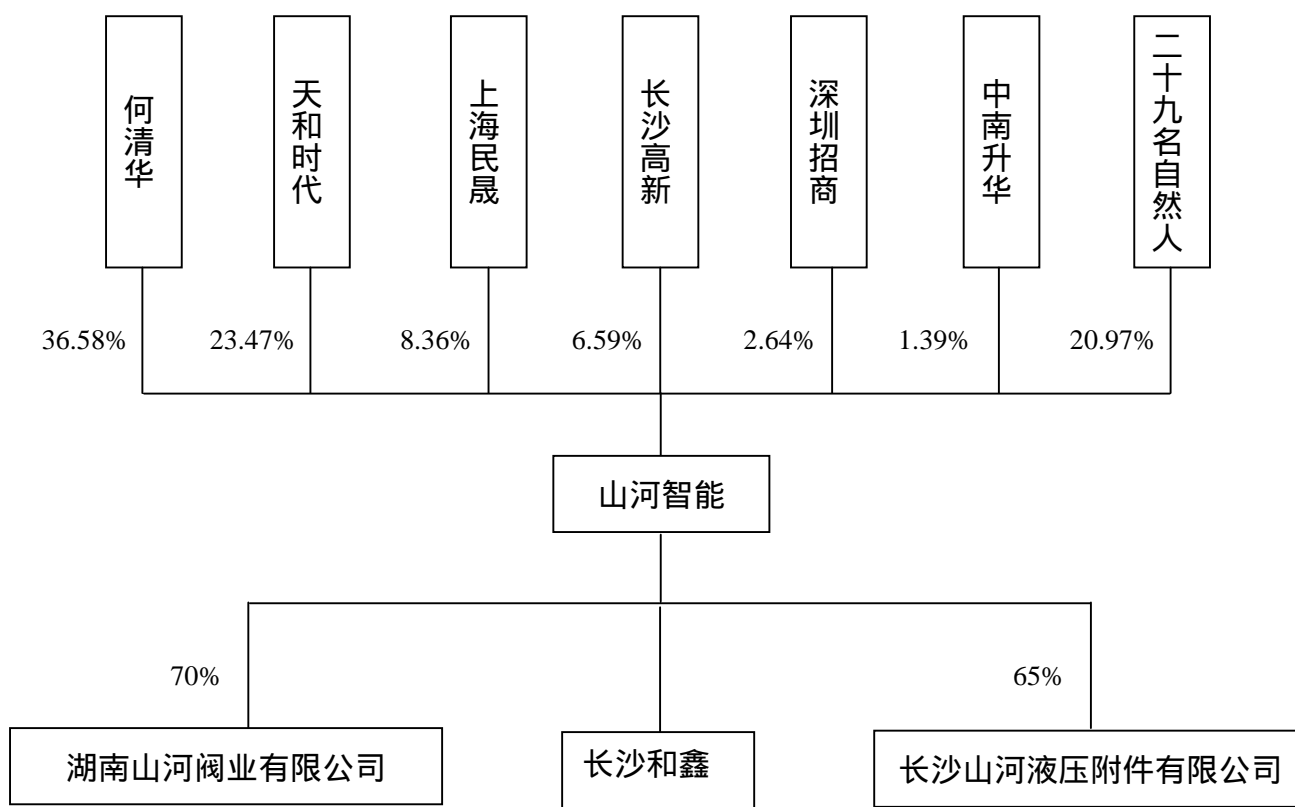 何清华
天和时代
上海民晟
长沙高新
深圳招商
中南升华
二十九名自然人
36.58%
23.47%
8.36%
6.59%
2.64%
1.39%
20.97%
山河智能
70%
65%
湖南山河阀业有限公司
长沙和鑫
长沙山河液压附件有限公司